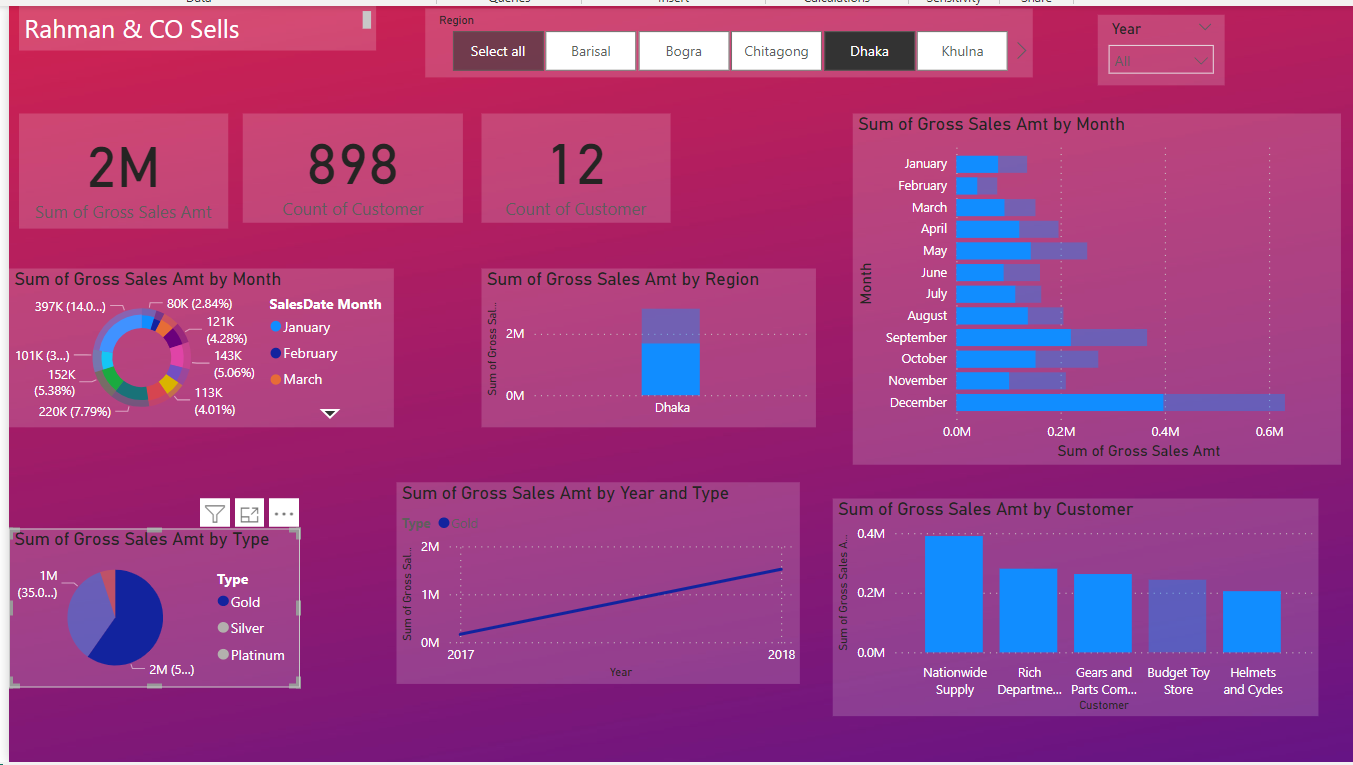 Data Queries Insert Calculations Sensitivity Share
Rahman & CO Sells
Region
Select all Barisal Bogra Chitagong Dhaka Khulna
Year
All
2M
Sum of Gross Sales Amt
898
Count of Customer
12
Count of Customer
Sum of Gross Sales Amt by Month
January
February
March
April
May
June
July
August
September
October
November
December
Month
0.0M 0.2M 0.4M 0.6M
Sum of Gross Sales Amt
Sum of Gross Sales Amt by Month
397K (14.0...)
80K (2.84%)
121K
(4.28%)
143K
(5.06%)
113K
(4.01%)
220K (7.79%)
152K
(5.38%)
101K (3...)
SalesDate Month
January
February
March
Sum of Gross Sales Amt by Region
Sum of Gross Sal...
2M
0M
Dhaka
Sum of Gross Sales Amt by Type
1M
(35.0...)
2M (5...)
Type
Gold
Silver
Platinum
Sum of Gross Sales Amt by Year and Type
Type Gold
Sum of Gross Sal...
2M
1M
0M
2017 2018
Year
Sum of Gross Sales Amt by Customer
Sum of Gross Sales A...
0.4M
0.2M
0.0M
Nationwide
Supply
Rich
Departme...
Gears and
Parts Com...
Budget Toy
Store
Helmets
and Cycles
Customer